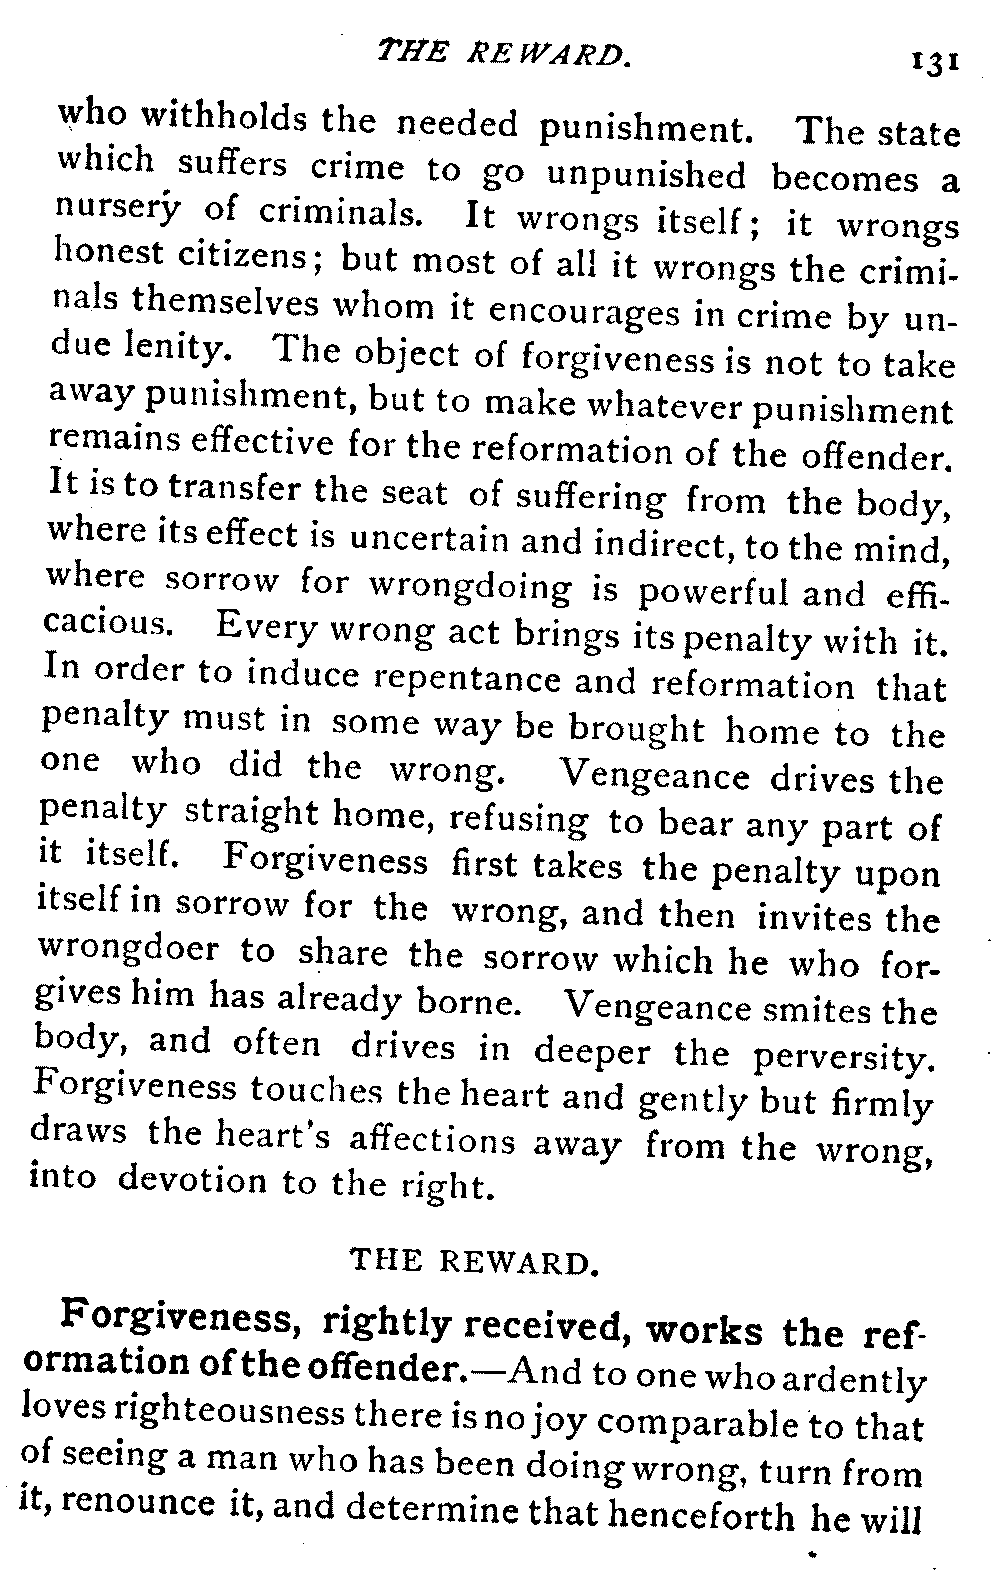 THE REWARD. 131
who withholds the needed punishment. The state
which suffers crime to go unpunished becomes a
nursery of criminals. It wrongs itself; it wrongs
honest citizens; but most of all it wrongs the crimi-
nals themselves whom it encourages in crime by un-
due lenity. The object of forgiveness is not to take
away punishment, but to make whatever punishment
remains effective for the reformation of the offender.
It is to transfer the seat of suffering from the body,
where its effect is uncertain and indirect, to the mind,
where sorrow for wrongdoing is powerful and effi-
cacious. Every wrong act brings its penalty with it.
In order to induce repentance and reformation that
penalty must in some way be brought home to the
one who did the wrong. Vengeance drives the
penalty straight home, refusing to bear any part of
it itself. Forgiveness first takes the penalty upon
itself in sorrow for the wrong, and then invites the
wrongdoer to share the sorrow which he who for-
gives him has already borne. Vengeance smites the
body, and often drives in deeper the perversity.
Forgiveness touches the heart and gently but firmly
draws the heart's affections away from the wrong,
into devotion to the right.
THE REWARD.
Forgiveness, rightly received, works the ref-
ormation of the offender.—And to one who ardently
loves righteousness there is no joy comparable to that
of seeing a man who has been doing wrong, turn from
it, renounce it, and determine that henceforth he will